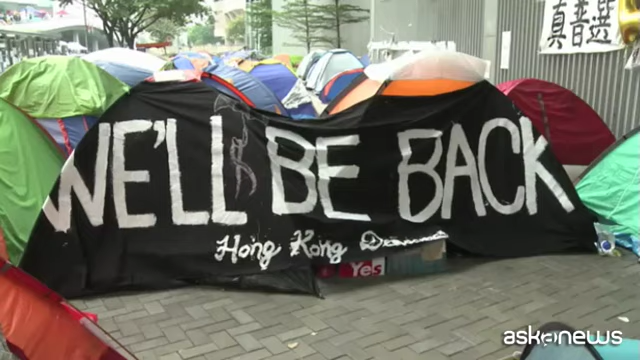 真普選
WE'LL BE BACK
Hong Kong
Yes
askanews